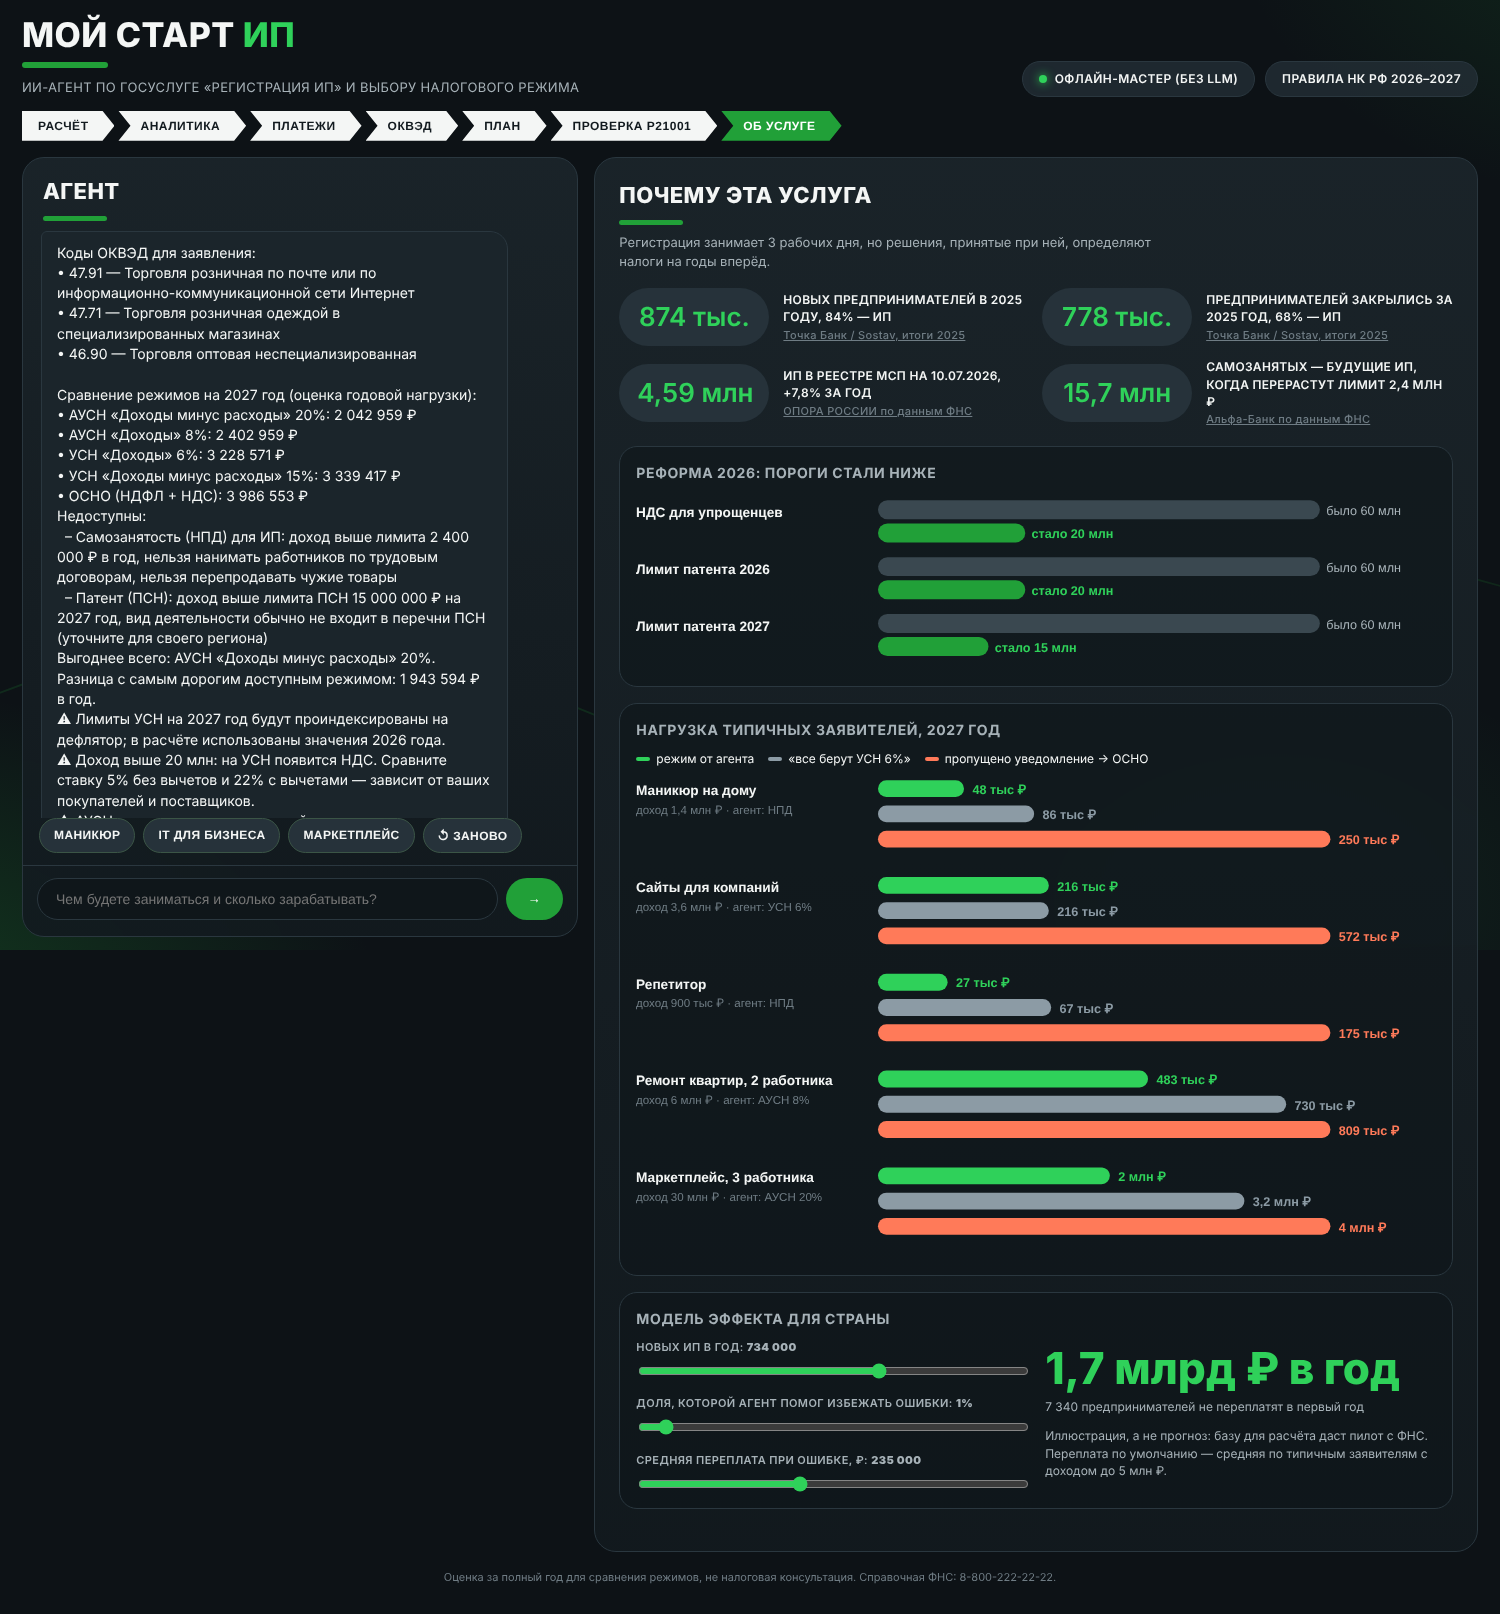 МОЙ СТАРТ ИП
ИИ-АГЕНТ ПО ГОСУСЛУГЕ «РЕГИСТРАЦИЯ ИП» И ВЫБОРУ НАЛОГОВОГО РЕЖИМА
ОФЛАЙН-МАСТЕР (БЕЗ LLM)
ПРАВИЛА НК РФ 2026–2027
РАСЧЁТ
АНАЛИТИКА
ПЛАТЕЖИ
ОКВЭД
ПЛАН
ПРОВЕРКА Р21001
ОБ УСЛУГЕ
АГЕНТ
Коды ОКВЭД для заявления:
• 47.91 — Торговля розничная по почте или по
информационно-коммуникационной сети Интернет
• 47.71 — Торговля розничная одеждой в
специализированных магазинах
• 46.90 — Торговля оптовая неспециализированная
Сравнение режимов на 2027 год (оценка годовой нагрузки):
• АУСН «Доходы минус расходы» 20%: 2 042 959 ₽
• АУСН «Доходы» 8%: 2 402 959 ₽
• УСН «Доходы» 6%: 3 228 571 ₽
• УСН «Доходы минус расходы» 15%: 3 339 417 ₽
• ОСНО (НДФЛ + НДС): 3 986 553 ₽
Недоступны:
– Самозанятость (НПД) для ИП: доход выше лимита 2 400
000 ₽ в год, нельзя нанимать работников по трудовым
договорам, нельзя перепродавать чужие товары
– Патент (ПСН): доход выше лимита ПСН 15 000 000 ₽ на
2027 год, вид деятельности обычно не входит в перечни ПСН
(уточните для своего региона)
Выгоднее всего: АУСН «Доходы минус расходы» 20%.
Разница с самым дорогим доступным режимом: 1 943 594 ₽
в год.
⚠ Лимиты УСН на 2027 год будут проиндексированы на
дефлятор; в расчёте использованы значения 2026 года.
⚠ Доход выше 20 млн: на УСН появится НДС. Сравните
ставку 5% без вычетов и 22% с вычетами — зависит от ваших
покупателей и поставщиков.
МАНИКЮР
IT ДЛЯ БИЗНЕСА
МАРКЕТПЛЕЙС
↺ ЗАНОВО
Чем будете заниматься и сколько зарабатывать?
→
ПОЧЕМУ ЭТА УСЛУГА
Регистрация занимает 3 рабочих дня, но решения, принятые при ней, определяют
налоги на годы вперёд.
874 тыс.
НОВЫХ ПРЕДПРИНИМАТЕЛЕЙ В 2025
ГОДУ, 84% — ИП
Точка Банк / Sostav, итоги 2025
778 тыс.
ПРЕДПРИНИМАТЕЛЕЙ ЗАКРЫЛИСЬ ЗА
2025 ГОД, 68% — ИП
Точка Банк / Sostav, итоги 2025
4,59 млн
ИП В РЕЕСТРЕ МСП НА 10.07.2026,
+7,8% ЗА ГОД
ОПОРА РОССИИ по данным ФНС
15,7 млн
САМОЗАНЯТЫХ — БУДУЩИЕ ИП,
КОГДА ПЕРЕРАСТУТ ЛИМИТ 2,4 МЛН
₽
Альфа-Банк по данным ФНС
РЕФОРМА 2026: ПОРОГИ СТАЛИ НИЖЕ
НДС для упрощенцев
было 60 млн
стало 20 млн
Лимит патента 2026
было 60 млн
стало 20 млн
Лимит патента 2027
было 60 млн
стало 15 млн
НАГРУЗКА ТИПИЧНЫХ ЗАЯВИТЕЛЕЙ, 2027 ГОД
режим от агента
«все берут УСН 6%»
пропущено уведомление → ОСНО
Маникюр на дому
доход 1,4 млн ₽ · агент: НПД
48 тыс ₽
86 тыс ₽
250 тыс ₽
Сайты для компаний
доход 3,6 млн ₽ · агент: УСН 6%
216 тыс ₽
216 тыс ₽
572 тыс ₽
Репетитор
доход 900 тыс ₽ · агент: НПД
27 тыс ₽
67 тыс ₽
175 тыс ₽
Ремонт квартир, 2 работника
доход 6 млн ₽ · агент: АУСН 8%
483 тыс ₽
730 тыс ₽
809 тыс ₽
Маркетплейс, 3 работника
доход 30 млн ₽ · агент: АУСН 20%
2 млн ₽
3,2 млн ₽
4 млн ₽
МОДЕЛЬ ЭФФЕКТА ДЛЯ СТРАНЫ
НОВЫХ ИП В ГОД: 734 000
ДОЛЯ, КОТОРОЙ АГЕНТ ПОМОГ ИЗБЕЖАТЬ ОШИБКИ: 1%
СРЕДНЯЯ ПЕРЕПЛАТА ПРИ ОШИБКЕ, ₽: 235 000
1,7 млрд ₽ в год
7 340 предпринимателей не переплатят в первый год
Иллюстрация, а не прогноз: базу для расчёта даст пилот с ФНС.
Переплата по умолчанию — средняя по типичным заявителям с
доходом до 5 млн ₽.
Оценка за полный год для сравнения режимов, не налоговая консультация. Справочная ФНС: 8-800-222-22-22.